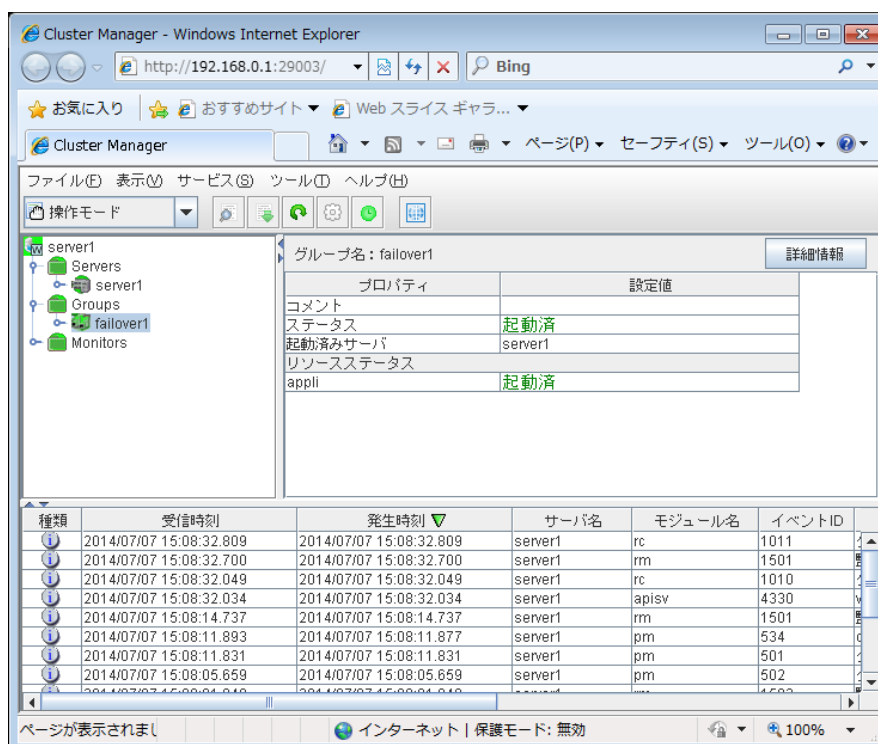 Cluster Manager - Windows Internet Explorer
http://192.168.0.1:29003/
Bing
お気に入り
おすすめサイト ▼
Web スライス ギャラ... ▼
Cluster Manager
ページ(P) ▼
セーフティ(S) ▼
ツール(O) ▼
ファイル(F) 表示(V) サービス(S) ツール(T) ヘルプ(H)
操作モード
server1
Servers
server1
Groups
failover1
Monitors
グループ名 : failover1
詳細情報
プロパティ 設定値
コメント
ステータス 起動済
起動済みサーバ server1
リソースステータス
appli 起動済
種類 受信時刻 発生時刻 サーバ名 モジュール名 イベントID
2014/07/07 15:08:32.809 2014/07/07 15:08:32.809 server1 rc 1011
2014/07/07 15:08:32.700 2014/07/07 15:08:32.700 server1 rm 1501
2014/07/07 15:08:32.049 2014/07/07 15:08:32.049 server1 rc 1010
2014/07/07 15:08:32.034 2014/07/07 15:08:32.034 server1 apisv 4330
2014/07/07 15:08:14.737 2014/07/07 15:08:14.737 server1 rm 1501
2014/07/07 15:08:11.893 2014/07/07 15:08:11.877 server1 pm 534
2014/07/07 15:08:11.831 2014/07/07 15:08:11.831 server1 pm 501
2014/07/07 15:08:05.659 2014/07/07 15:08:05.659 server1 pm 502
ページが表示されまし
インターネット | 保護モード: 無効
100%